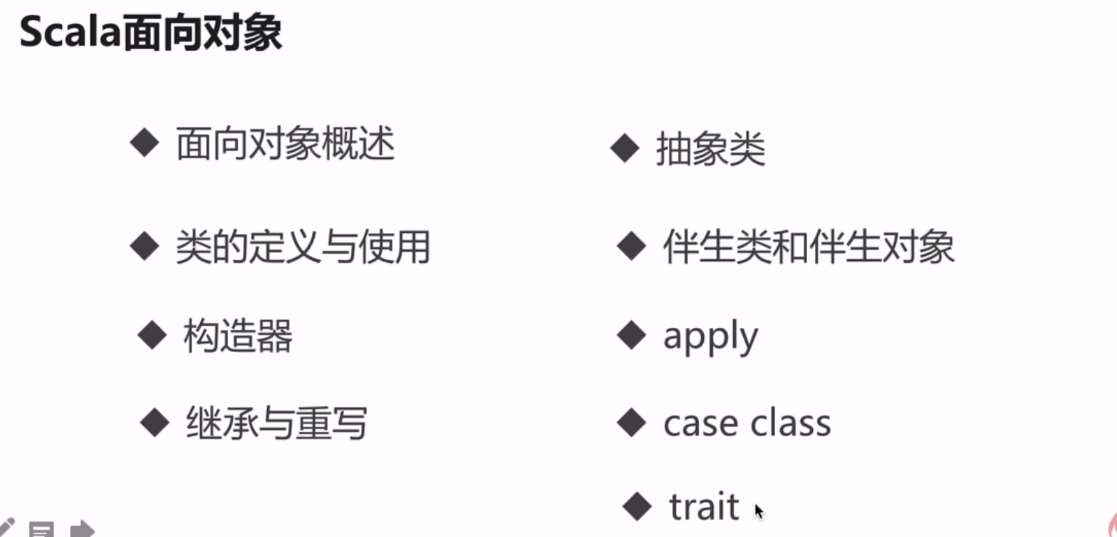 Scala面向对象
面向对象概述
类的定义与使用
构造器
继承与重写
抽象类
伴生类和伴生对象
apply
case class
trait